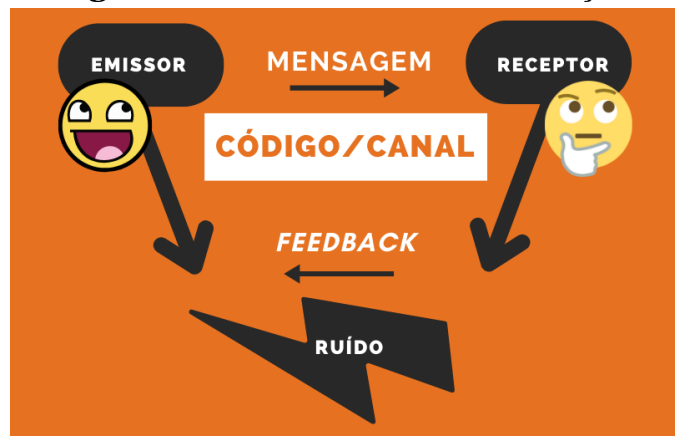 EMISSOR
MENSAGEM
RECEPTOR
CÓDIGO/CANAL
FEEDBACK
RUÍDO